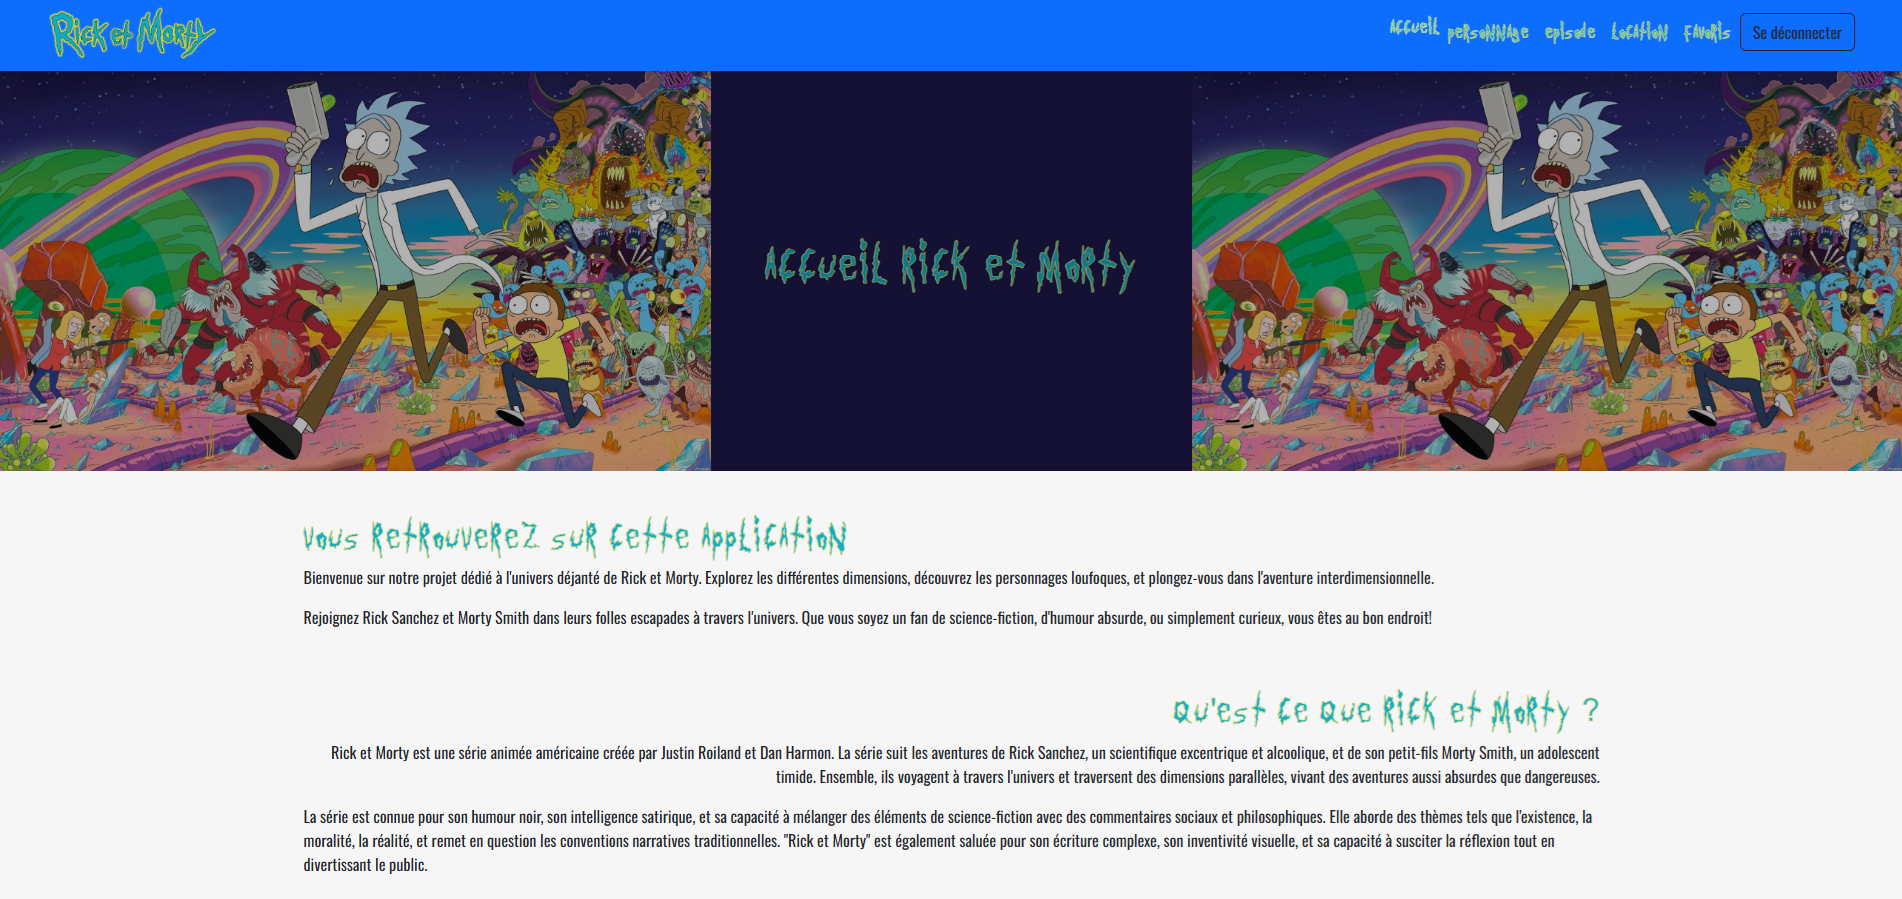 Rick et Morty
Accueil personnage episode location favoris Se déconnecter
Accueil Rick et Morty
Vous retrouverez sur cette application
Bienvenue sur notre projet dédié à l'univers déjanté de Rick et Morty. Explorez les différentes dimensions, découvrez les personnages loufoques, et plongez-vous dans l'aventure interdimensionnelle.
Rejoignez Rick Sanchez et Morty Smith dans leurs folles escapades à travers l'univers. Que vous soyez un fan de science-fiction, d'humour absurde, ou simplement curieux, vous êtes au bon endroit!
Qu'est ce que Rick et Morty ?
Rick et Morty est une série animée américaine créée par Justin Roiland et Dan Harmon. La série suit les aventures de Rick Sanchez, un scientifique excentrique et alcoolique, et de son petit-fils Morty Smith, un adolescent
timide. Ensemble, ils voyagent à travers l'univers et traversent des dimensions parallèles, vivant des aventures aussi absurdes que dangereuses.
La série est connue pour son humour noir, son intelligence satirique, et sa capacité à mélanger des éléments de science-fiction avec des commentaires sociaux et philosophiques. Elle aborde des thèmes tels que l'existence, la
moralité, la réalité, et remet en question les conventions narratives traditionnelles. "Rick et Morty" est également saluée pour son écriture complexe, son inventivité visuelle, et sa capacité à susciter la réflexion tout en
divertissant le public.